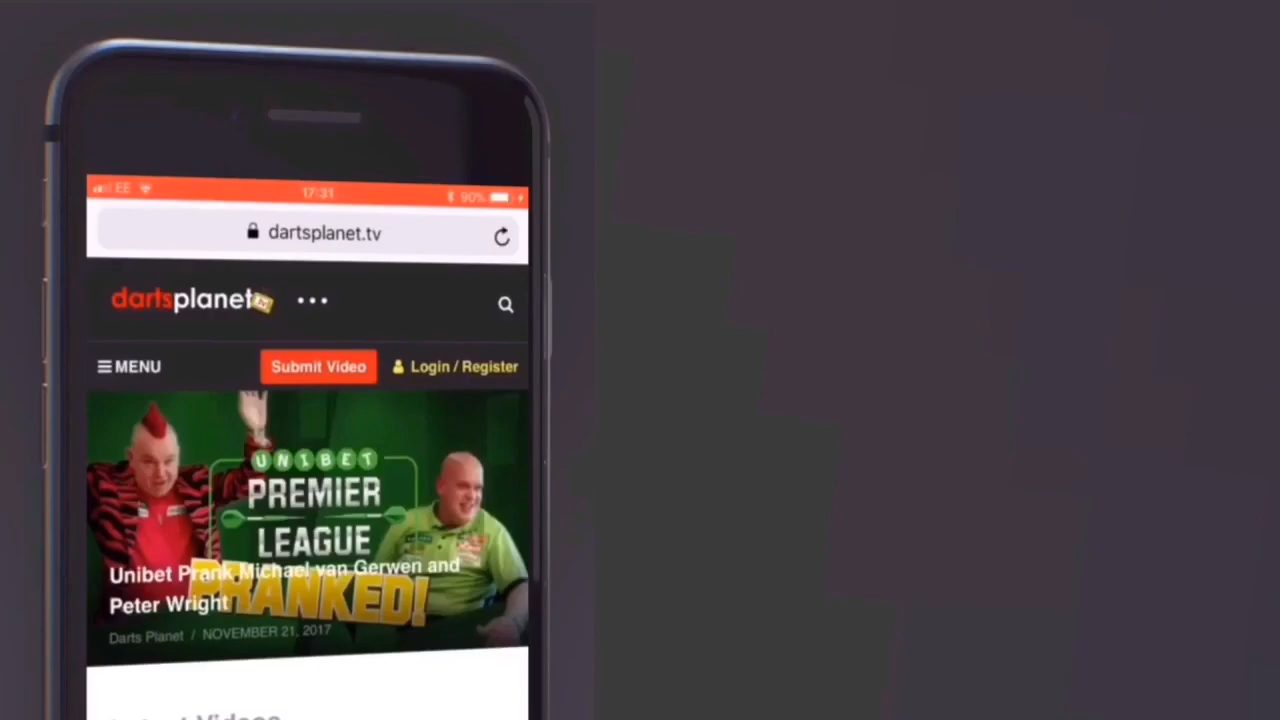 EE 17:31 90%
dartsplanet.tv
dartsplanet
MENU Submit Video Login / Register
UNIBET
PREMIER
LEAGUE
PRANKED!
Unibet Prank Michael van Gerwen and
Peter Wright
Darts Planet / NOVEMBER 21, 2017
Videos